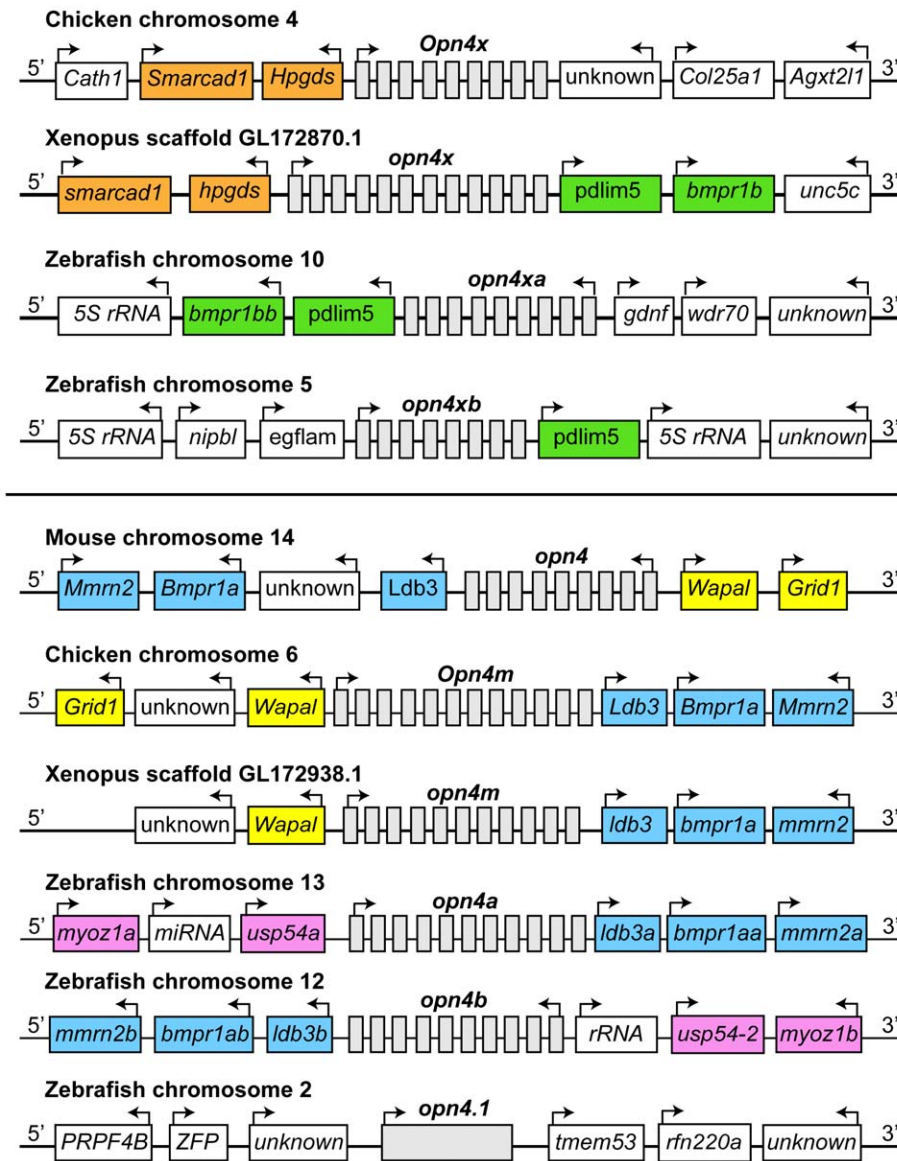 Chicken chromosome 4
Opn4x
5’ Cath1 Smarcad1 Hpgds unknown Col25a1 Agxt2l1 3’
Xenopus scaffold GL172870.1
opn4x
5’ smarcad1 hpgds pdlim5 bmpr1b unc5c 3’
Zebrafish chromosome 10
opn4xa
5’ 5S rRNA bmpr1bb pdlim5 gdnf wdr70 unknown 3’
Zebrafish chromosome 5
opn4xb
5’ 5S rRNA nipbl egflam pdlim5 5S rRNA unknown 3’
Mouse chromosome 14
opn4
5’ Mmrn2 Bmpr1a unknown Ldb3 Wapal Grid1 3’
Chicken chromosome 6
Opn4m
5’ Grid1 unknown Wapal Ldb3 Bmpr1a Mmrn2 3’
Xenopus scaffold GL172938.1
opn4m
5’ unknown Wapal ldb3 bmpr1a mmrn2 3’
Zebrafish chromosome 13
opn4a
5’ myoz1a miRNA usp54a ldb3a bmpr1aa mmrn2a 3’
Zebrafish chromosome 12
opn4b
5’ mmrn2b bmpr1ab ldb3b rRNA usp54-2 myoz1b 3’
Zebrafish chromosome 2
opn4.1
5’ PRPF4B ZFP unknown tmem53 rfn220a unknown 3’